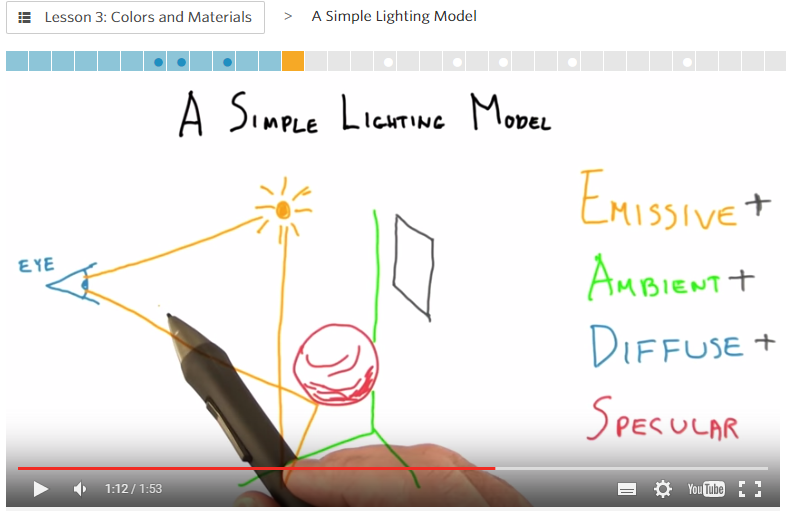 Lesson 3: Colors and Materials > A Simple Lighting Model
A SIMPLE LIGHTING MODEL
EYE
EMISSIVE +
AMBIENT +
DIFFUSE +
SPECULAR
1:12 / 1:53
YouTube